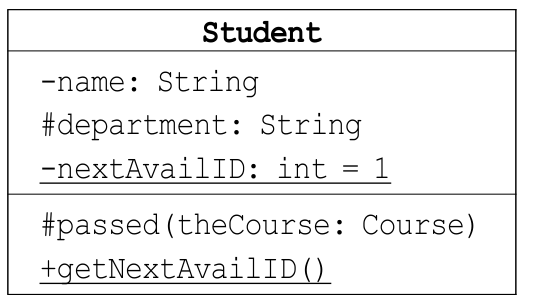 Student
-name: String
#department: String
-nextAvailID: int = 1
#passed(theCourse: Course)
+getNextAvailID()